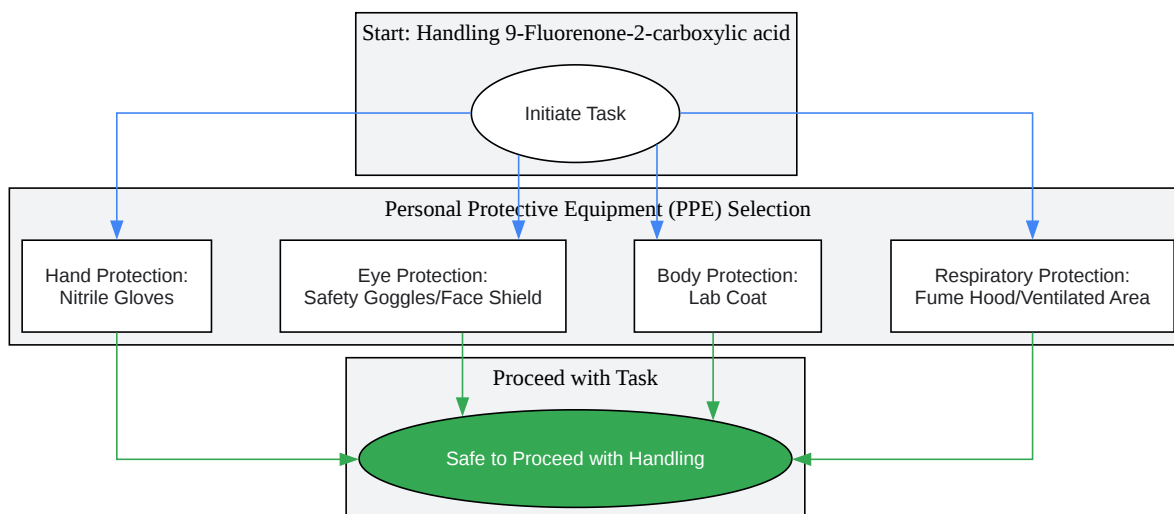 Start: Handling 9-Fluorenone-2-carboxylic acid
Initiate Task
Personal Protective Equipment (PPE) Selection
Hand Protection:
Nitrile Gloves
Eye Protection:
Safety Goggles/Face Shield
Body Protection:
Lab Coat
Respiratory Protection:
Fume Hood/Ventilated Area
Proceed with Task
Safe to Proceed with Handling